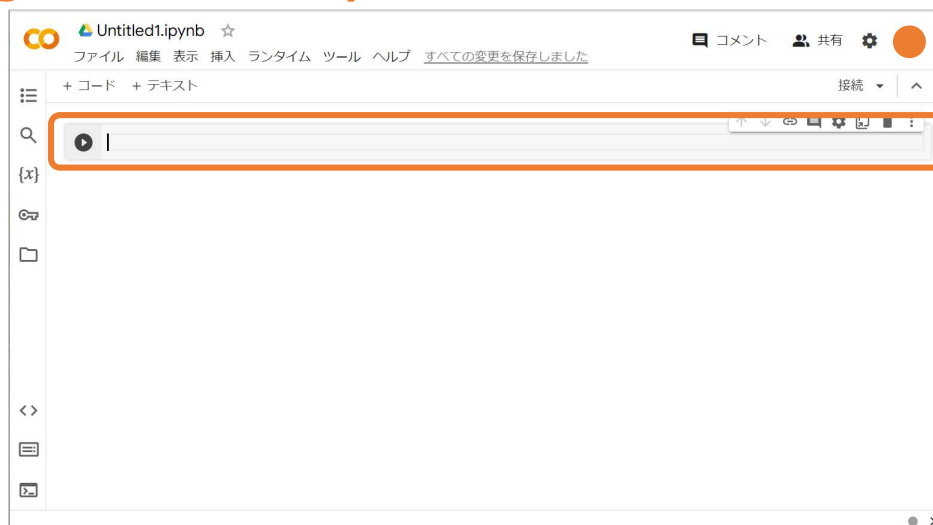 Untitled1.ipynb
ファイル 編集 表示 挿入 ランタイム ツール ヘルプ すべての変更を保存しました
コメント 共有
+ コード + テキスト
接続
{x}